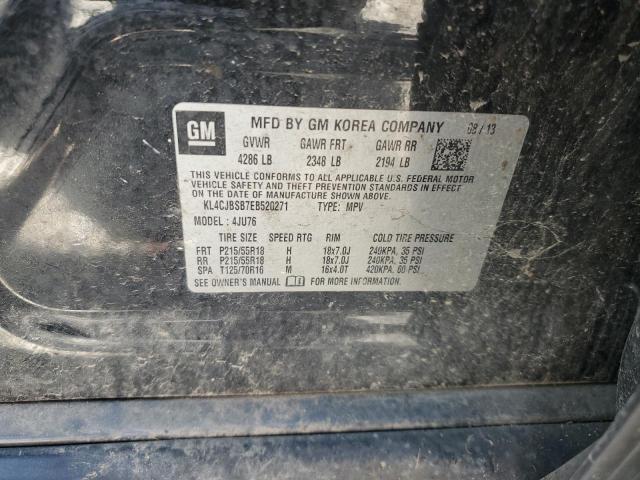 GM MFD BY GM KOREA COMPANY 08 / 13
GVWR GAWR FRT GAWR RR
4286 LB 2348 LB 2194 LB
THIS VEHICLE CONFORMS TO ALL APPLICABLE U.S. FEDERAL MOTOR
VEHICLE SAFETY AND THEFT PREVENTION STANDARDS IN EFFECT
ON THE DATE OF MANUFACTURE SHOWN ABOVE.
KL4CJBSB7EB520271 TYPE: MPV
MODEL: 4JU76
TIRE SIZE SPEED RTG RIM COLD TIRE PRESSURE
FRT P215/55R18 H 18x7.0J 240KPA, 35 PSI
RR P215/55R18 H 18x7.0J 240KPA, 35 PSI
SPA T125/70R16 M 16x4.0T 420KPA, 60 PSI
SEE OWNER'S MANUAL FOR MORE INFORMATION.